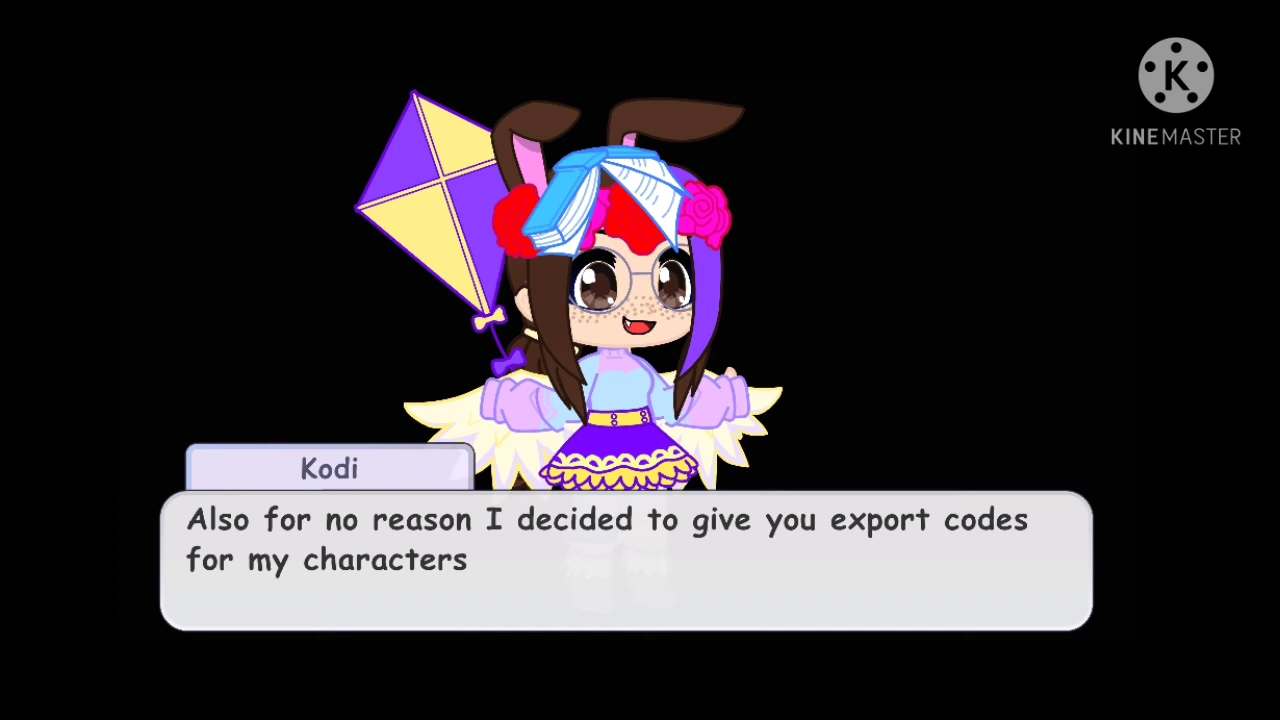 K
KINEMASTER
Kodi
Also for no reason I decided to give you export codes
for my characters